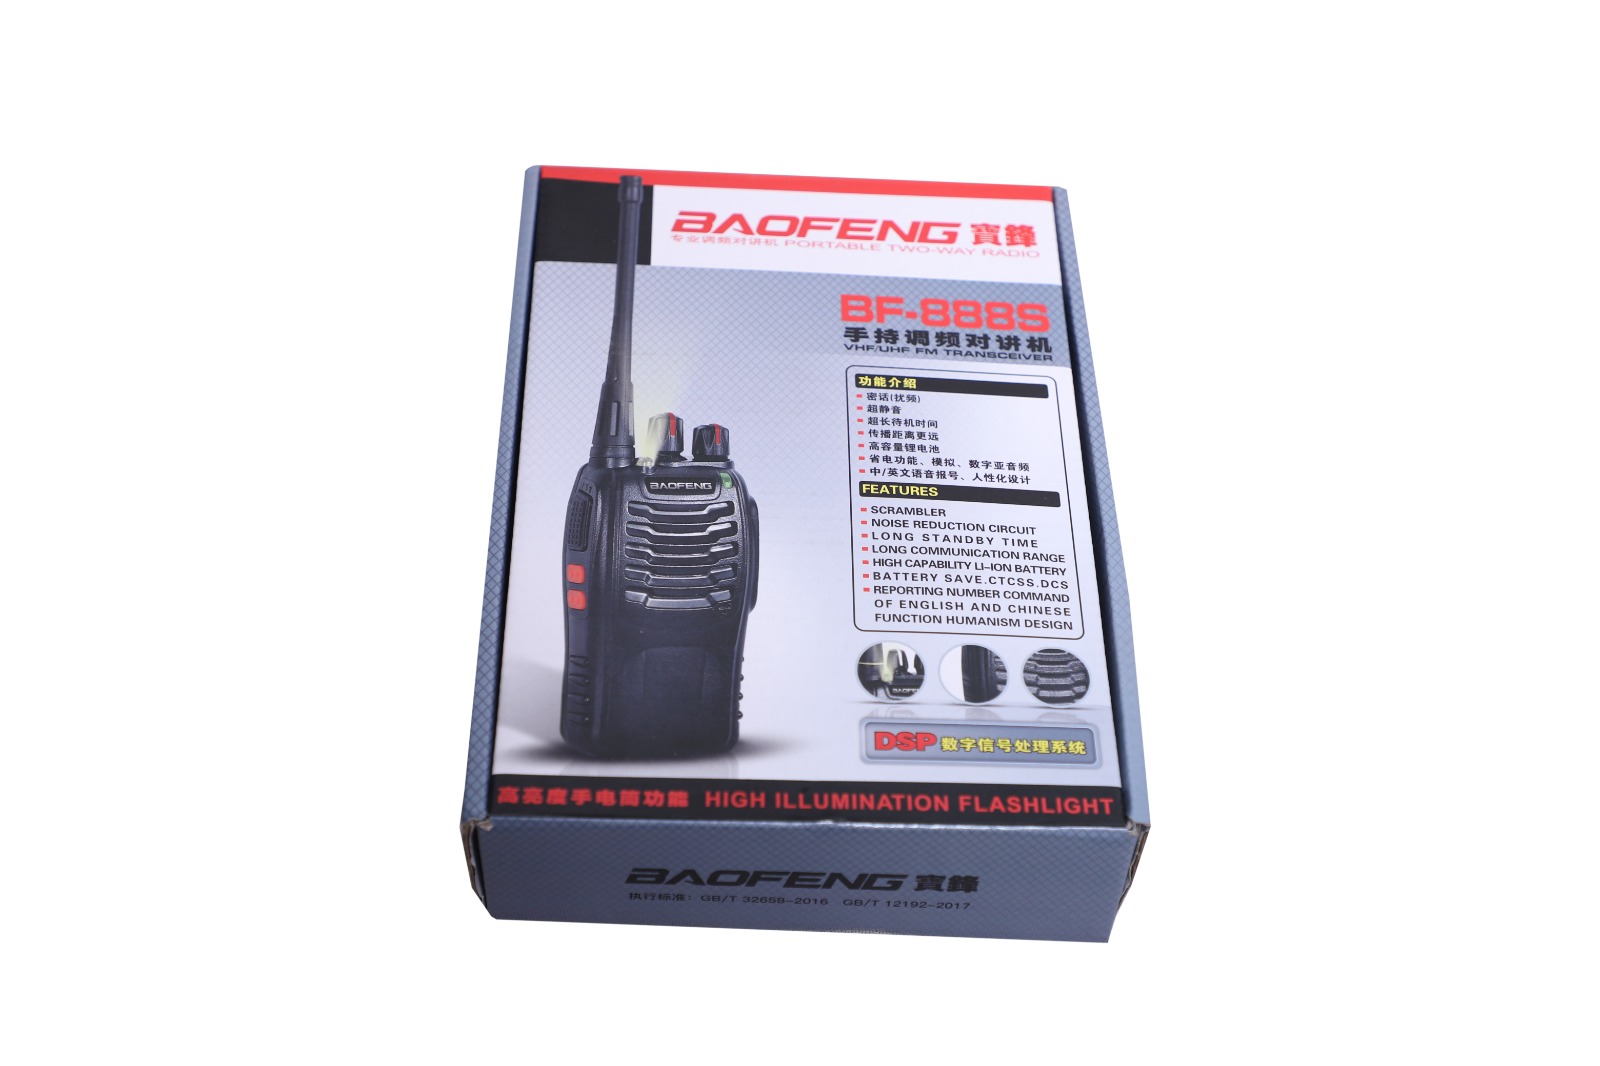 BAOFENG 寶鋒
专业调频对讲机 PORTABLE TWO-WAY RADIO
BF-888S
手持调频对讲机
VHF/UHF FM TRANSCEIVER
功能介绍
密话(扰频)
超静音
超长待机时间
传播距离更远
高容量锂电池
省电功能、模拟、数字亚音频
中/英文语音报号、人性化设计
FEATURES
SCRAMBLER
NOISE REDUCTION CIRCUIT
LONG STANDBY TIME
LONG COMMUNICATION RANGE
HIGH CAPABILITY LI-ION BATTERY
BATTERY SAVE.CTCSS.DCS
REPORTING NUMBER COMMAND
OF ENGLISH AND CHINESE
FUNCTION HUMANISM DESIGN
BAOFENG
BAOFENG
DSP 数字信号处理系统
高亮度手电筒功能 HIGH ILLUMINATION FLASHLIGHT
BAOFENG 寶鋒
执行标准: GB/T 32658-2016 GB/T 12192-2017